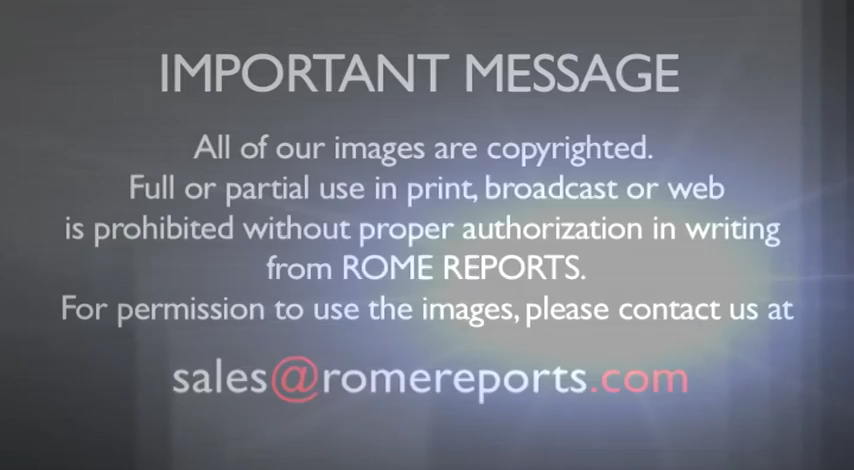 IMPORTANT MESSAGE
All of our images are copyrighted.
Full or partial use in print, broadcast or web
is prohibited without proper authorization in writing
from ROME REPORTS.
For permission to use the images, please contact us at
sales@romereports.com